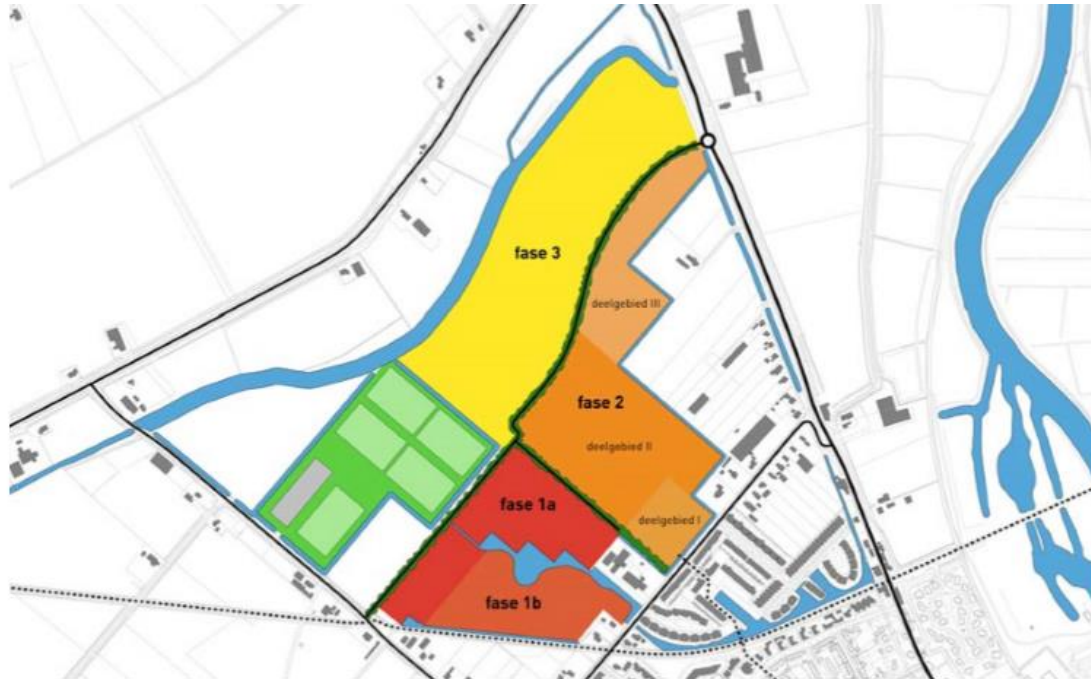 fase 3
deelgebied III
fase 2
deelgebied II
fase 1a
deelgebied I
fase 1b